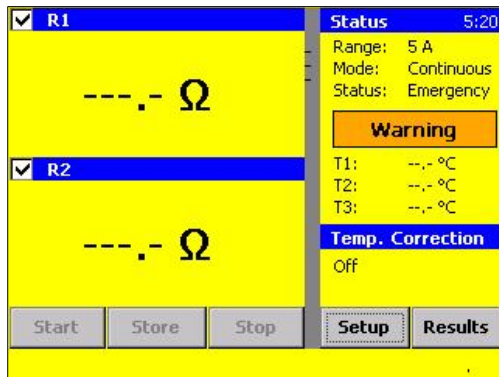 R1
---.- Ω
R2
---.- Ω
Start Store Stop
Status 5:20
Range: 5 A
Mode: Continuous
Status: Emergency
Warning
T1: --.- °C
T2: --.- °C
T3: --.- °C
Temp. Correction
Off
Setup Results